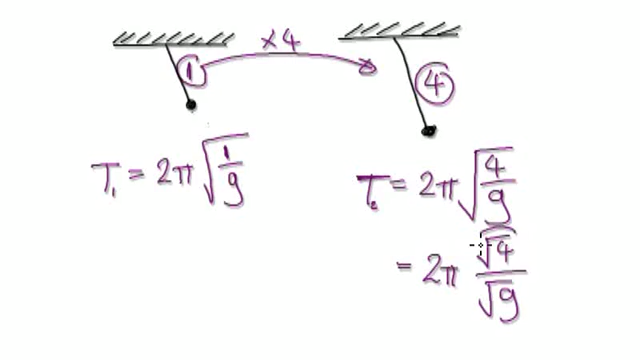 ×4
①
④
T₁ = 2π√(1/g)
T₂ = 2π√(4/g)
= 2π √4/√g